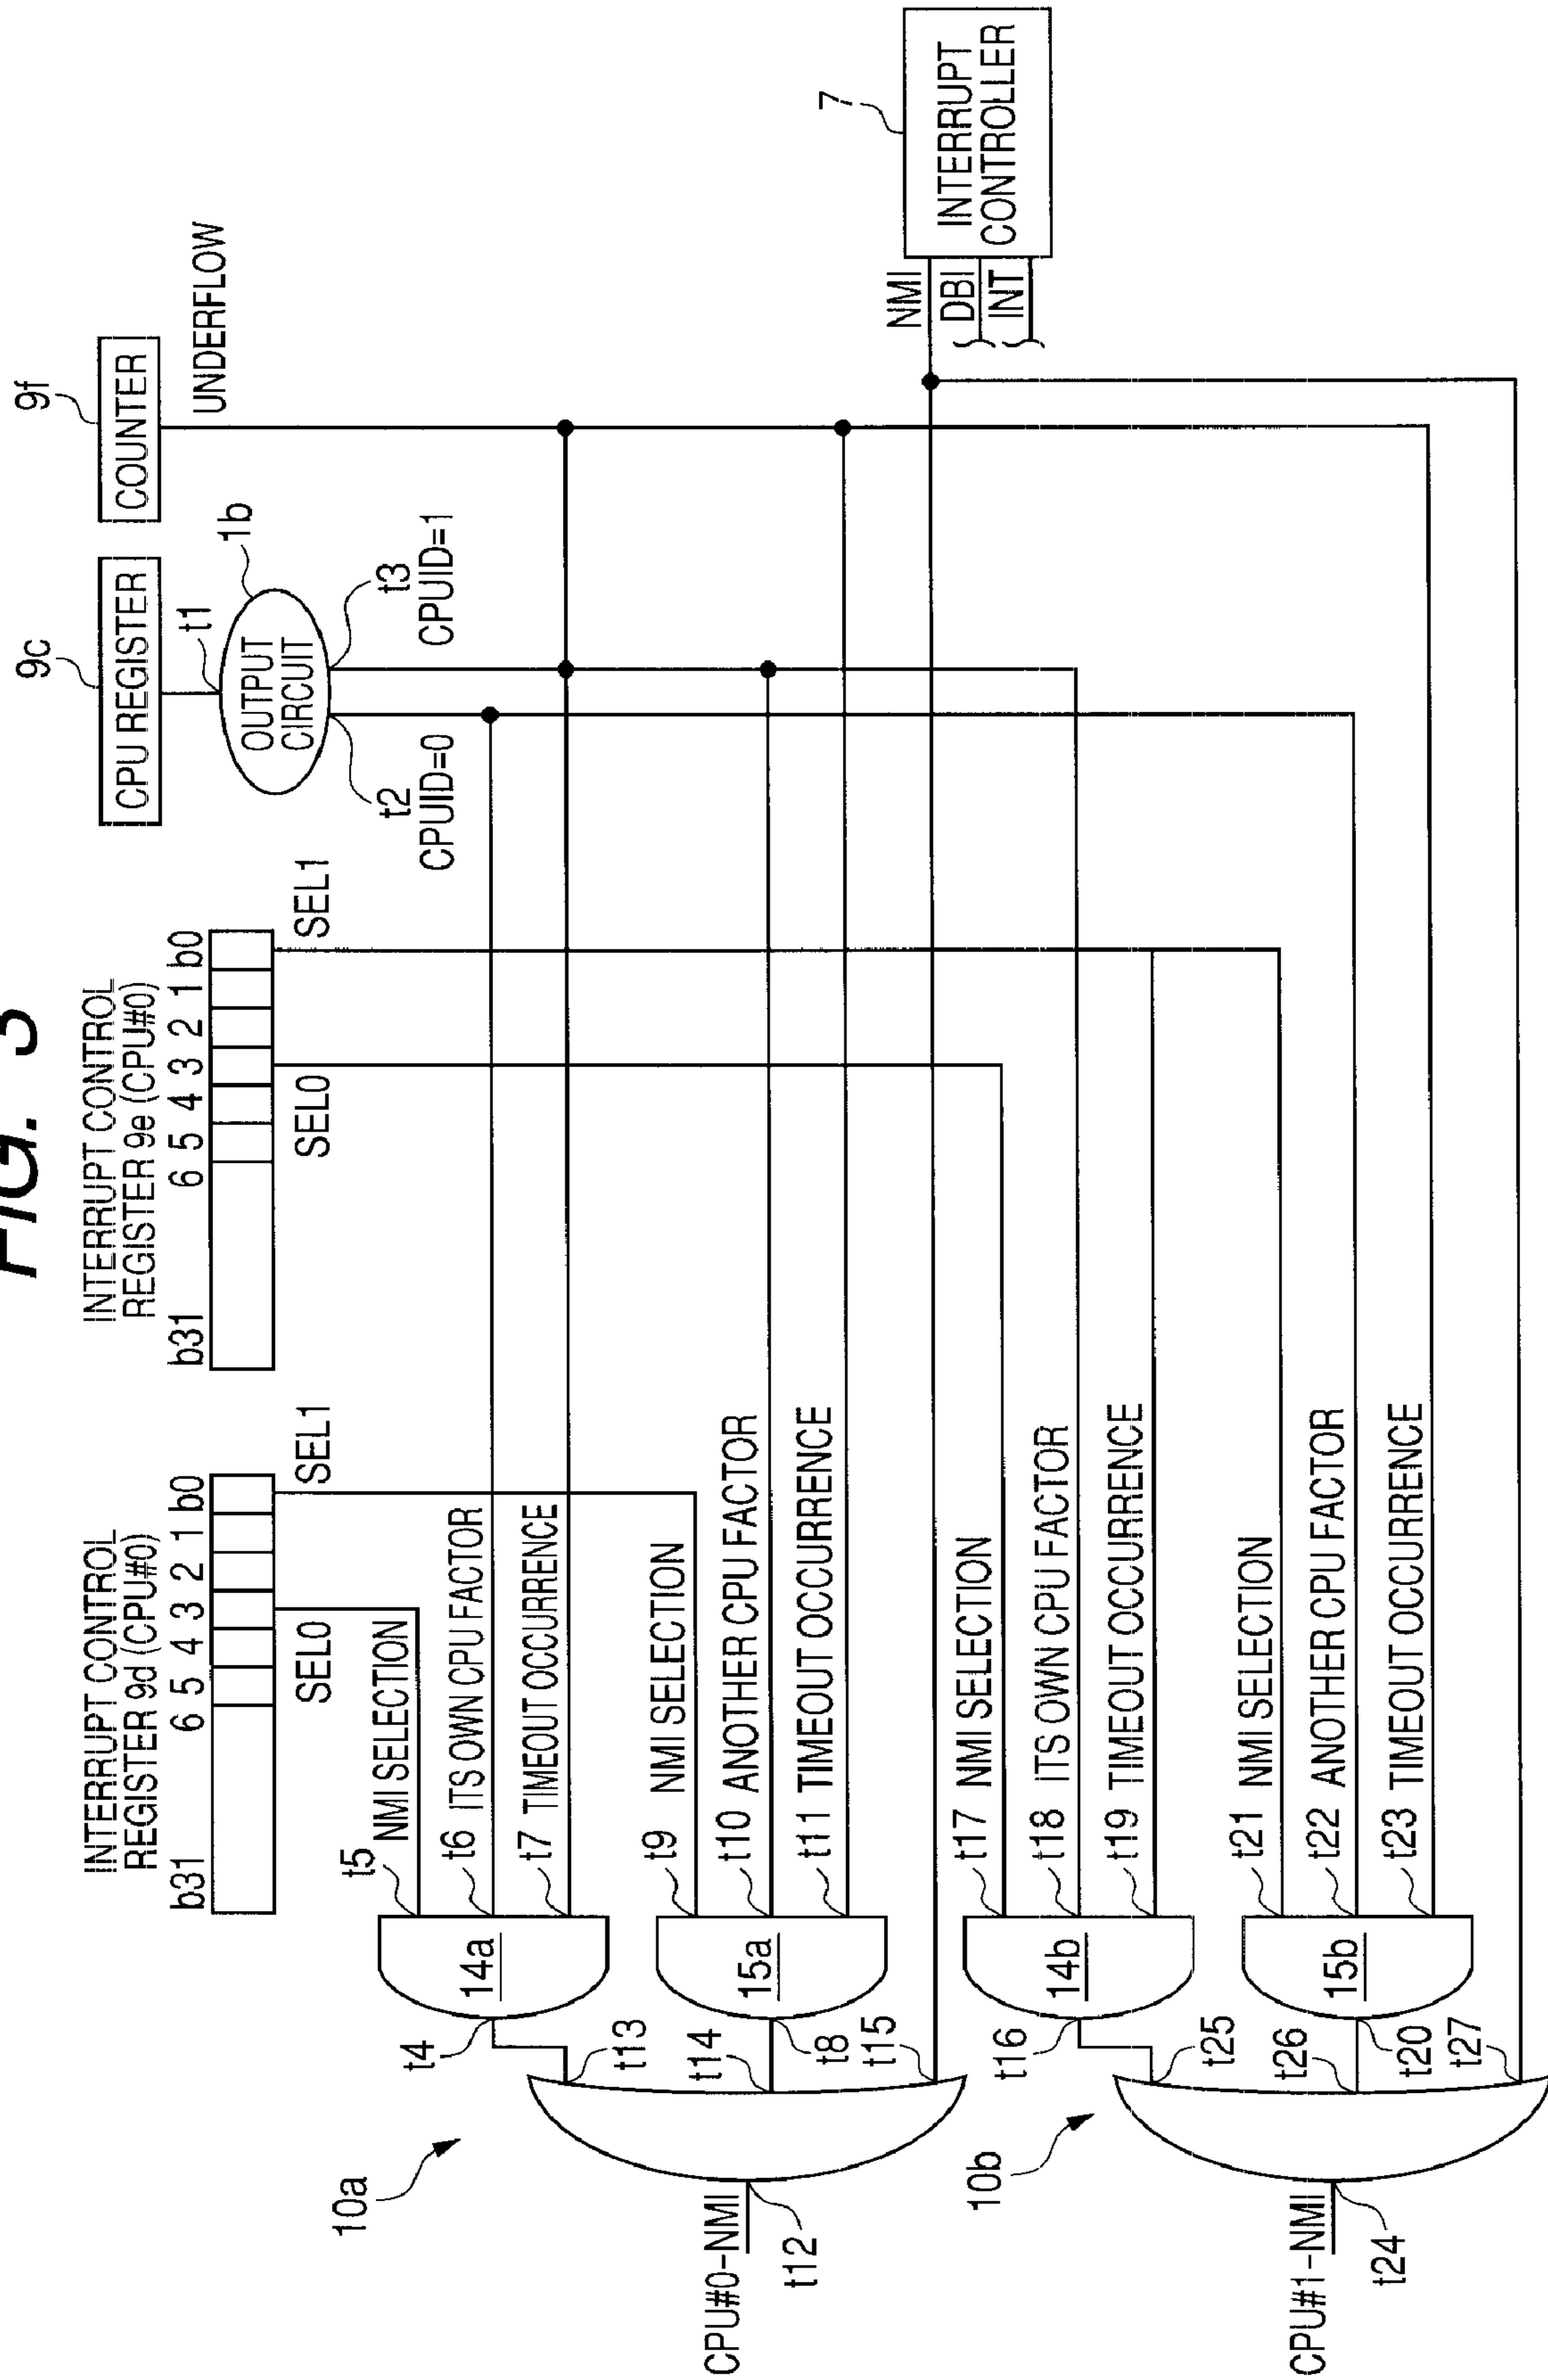 FIG. 3
INTERRUPT CONTROL
REGISTER 9d (CPU#0)
b31 6 5 4 3 2 1 b0
SEL0
SEL1
INTERRUPT CONTROL
REGISTER 9e (CPU#0)
b31 6 5 4 3 2 1 b0
SEL0
SEL1
9c
CPU REGISTER
t1
OUTPUT
CIRCUIT
1b
t2
CPUID=0
t3
CPUID=1
9f
COUNTER
UNDERFLOW
7
INTERRUPT
CONTROLLER
NMI
DBI
INT
10a
CPU#0-NMI
t12
t4
t13
t14
t8
t15
14a
t5
NMI SELECTION
t6 ITS OWN CPU FACTOR
t7 TIMEOUT OCCURRENCE
15a
t9 NMI SELECTION
t10 ANOTHER CPU FACTOR
t11 TIMEOUT OCCURRENCE
10b
CPU#1-NMI
t24
t16
t25
t26
t20
t27
14b
t17 NMI SELECTION
t18 ITS OWN CPU FACTOR
t19 TIMEOUT OCCURRENCE
15b
t21 NMI SELECTION
t22 ANOTHER CPU FACTOR
t23 TIMEOUT OCCURRENCE